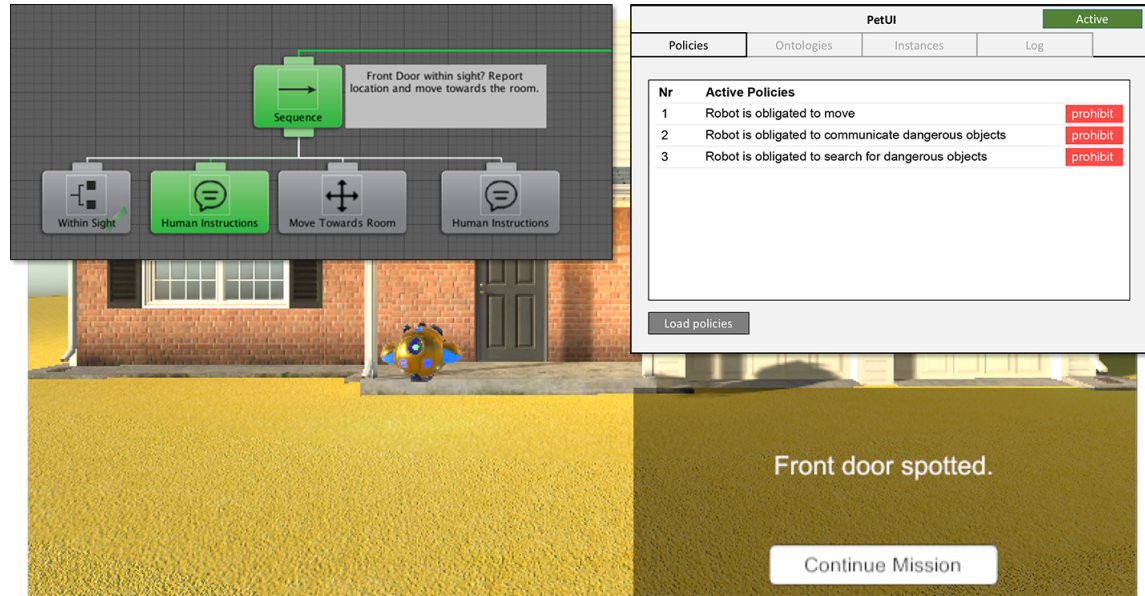 Front Door within sight? Report
location and move towards the room.
Sequence
Within Sight
Human Instructions
Move Towards Room
Human Instructions
PetUI
Active
Policies
Ontologies
Instances
Log
Nr Active Policies
1 Robot is obligated to move prohibit
2 Robot is obligated to communicate dangerous objects prohibit
3 Robot is obligated to search for dangerous objects prohibit
Load policies
Front door spotted.
Continue Mission